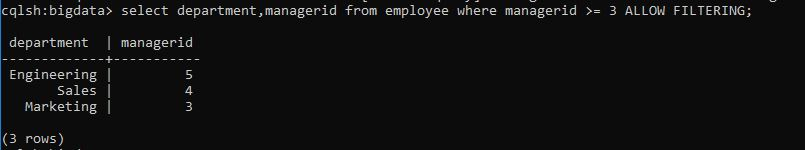 cqlsh:bigdata> select department,managerid from employee where managerid >= 3 ALLOW FILTERING;
department | managerid
-------------+-----------
Engineering | 5
Sales | 4
Marketing | 3
(3 rows)